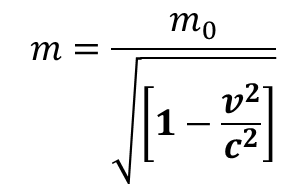 m = m₀ / √[1 − v²/c²]